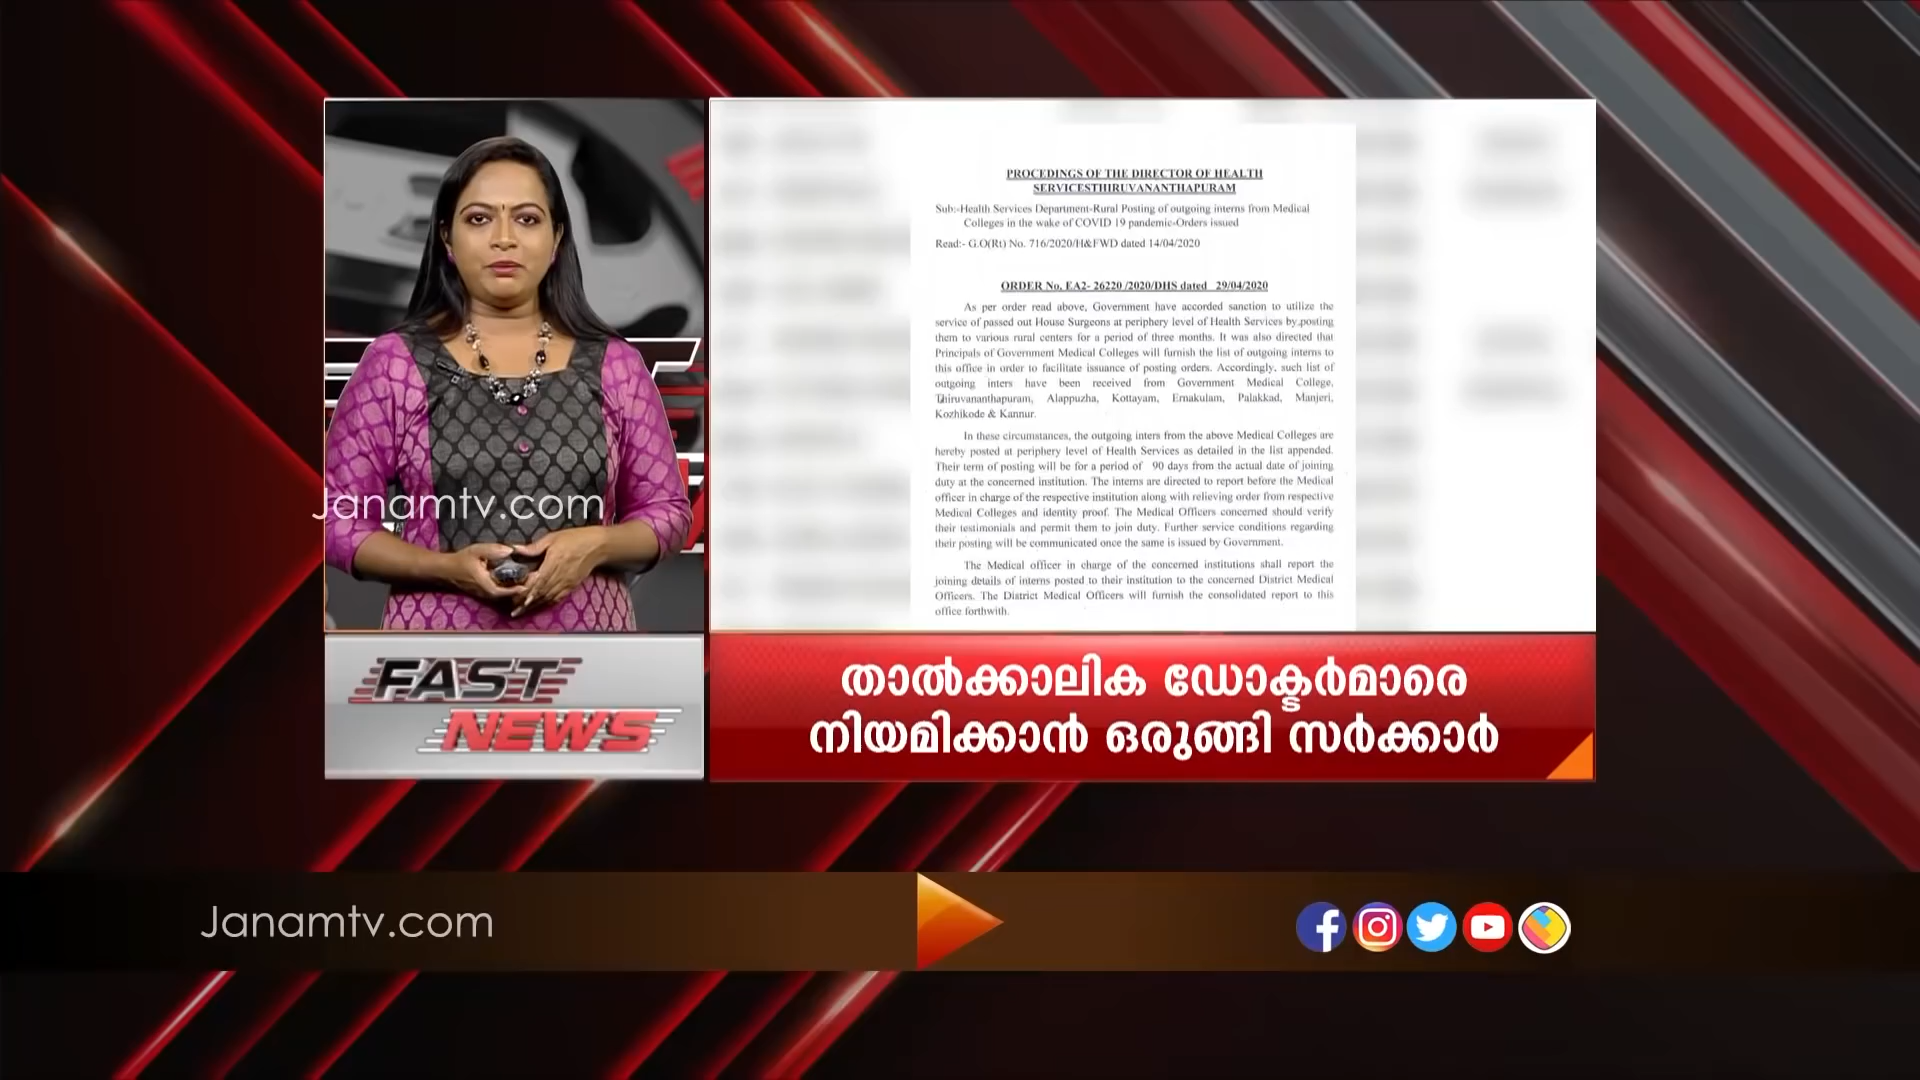 PROCEDINGS OF THE DIRECTOR OF HEALTH
SERVICESTHIRUVANANTHAPURAM
Sub:-Health Services Department-Rural Posting of outgoing interns from Medical
Colleges in the wake of COVID 19 pandemic-Orders issued
Read:- G.O(Rt) No. 716/2020/H&FWD dated 14/04/2020
ORDER No. EA2- 26220 /2020/DHS dated 29/04/2020
As per order read above, Government have accorded sanction to utilize the
service of passed out House Surgeons at periphery level of Health Services by posting
them to various rural centers for a period of three months. It was also directed that
Principals of Government Medical Colleges will furnish the list of outgoing interns to
this office in order to facilitate issuance of posting orders. Accordingly, such list of
outgoing inters have been received from Government Medical College,
Thiruvananthapuram, Alappuzha, Kottayam, Ernakulam, Palakkad, Manjeri,
Kozhikode & Kannur.
In these circumstances, the outgoing inters from the above Medical Colleges are
hereby posted at periphery level of Health Services as detailed in the list appended.
Their term of posting will be for a period of 90 days from the actual date of joining
duty at the concerned institution. The interns are directed to report before the Medical
officer in charge of the respective institution along with relieving order from respective
Medical Colleges and identity proof. The Medical Officers concerned should verify
their testimonials and permit them to join duty. Further service conditions regarding
their posting will be communicated once the same is issued by Government.
The Medical officer in charge of the concerned institutions shall report the
joining details of interns posted to their institution to the concerned District Medical
Officers. The District Medical Officers will furnish the consolidated report to this
office forthwith.
Janamtv.com
FAST
NEWS
താൽക്കാലിക ഡോക്ടർമാരെ
നിയമിക്കാൻ ഒരുങ്ങി സർക്കാർ
Janamtv.com